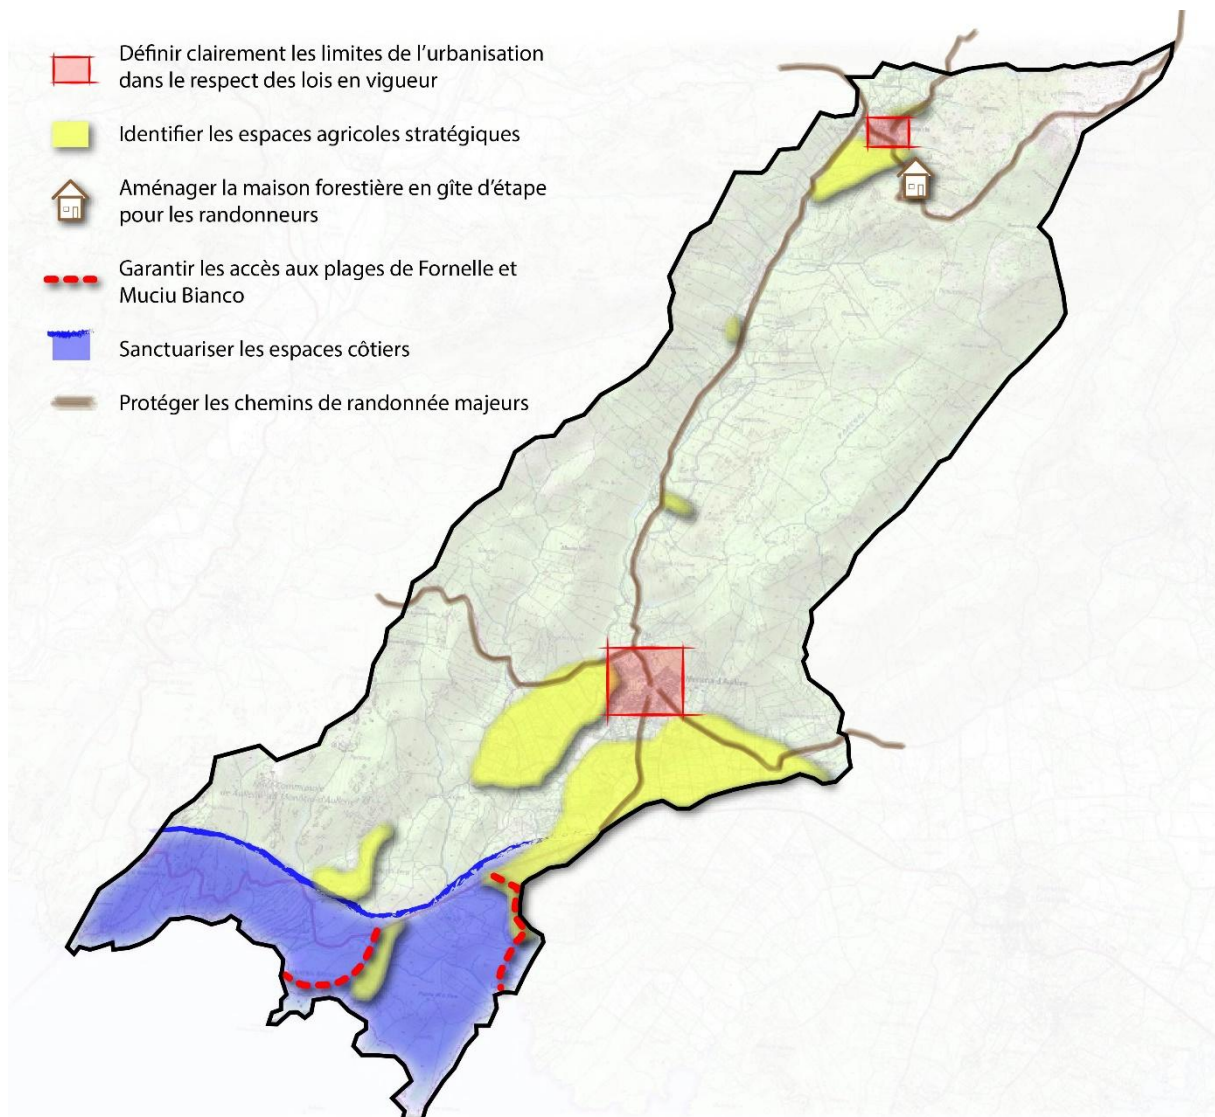 Définir clairement les limites de l'urbanisation
dans le respect des lois en vigueur
Identifier les espaces agricoles stratégiques
Aménager la maison forestière en gîte d'étape
pour les randonneurs
Garantir les accès aux plages de Fornelle et
Muciu Bianco
Sanctuariser les espaces côtiers
Protéger les chemins de randonnée majeurs